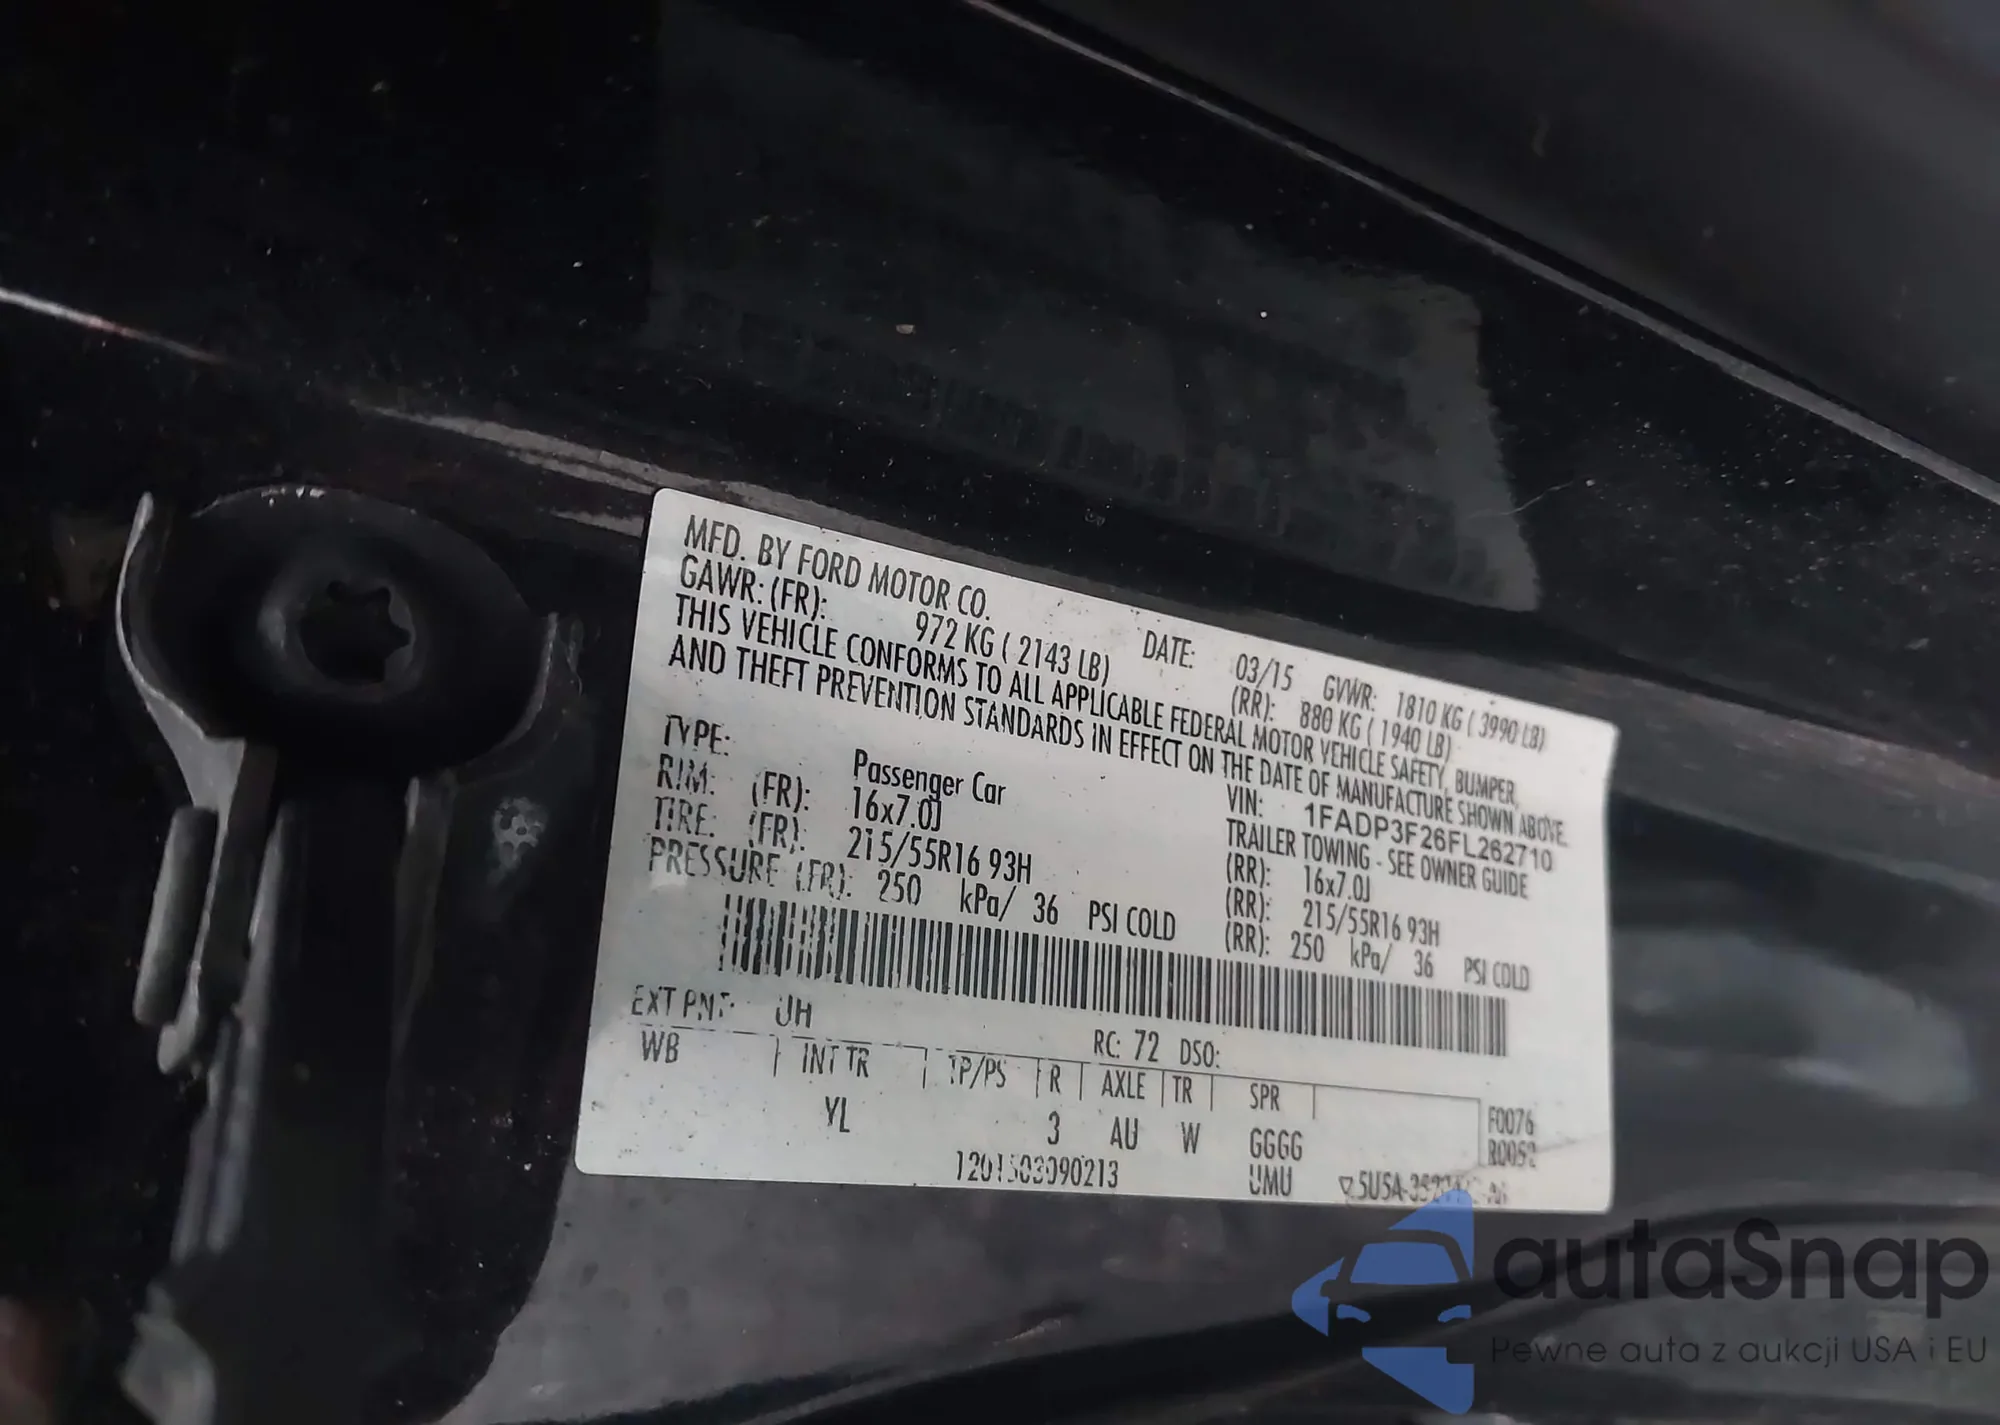 MFD. BY FORD MOTOR CO. DATE: 03/15 GVWR: 1810 KG ( 3990 LB)
GAWR: (FR): 972 KG ( 2143 LB) (RR): 880 KG ( 1940 LB)
THIS VEHICLE CONFORMS TO ALL APPLICABLE FEDERAL MOTOR VEHICLE SAFETY, BUMPER,
AND THEFT PREVENTION STANDARDS IN EFFECT ON THE DATE OF MANUFACTURE SHOWN ABOVE.
VIN: 1FADP3F26FL262710
TYPE: Passenger Car TRAILER TOWING - SEE OWNER GUIDE
RIM: (FR): 16x7.0J (RR): 16x7.0J
TIRE: (FR): 215/55R16 93H (RR): 215/55R16 93H
PRESSURE (FR): 250 kPa/ 36 PSI COLD (RR): 250 kPa/ 36 PSI COLD
EXT PNT: UH RC: 72 DSO:
WB INT TR TP/PS R AXLE TR SPR F0076
YL 3 AU W GGGG
1201503090213 UMU
autaSnap
Pewne auta z aukcji USA i EU